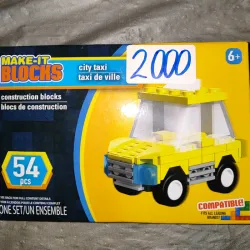 MAKE-IT
BLOCKS
city taxi
taxi de ville
2000
6+
construction blocks
blocs de construction
54
pcs
ONE SET/UN ENSEMBLE
COMPATIBLE!